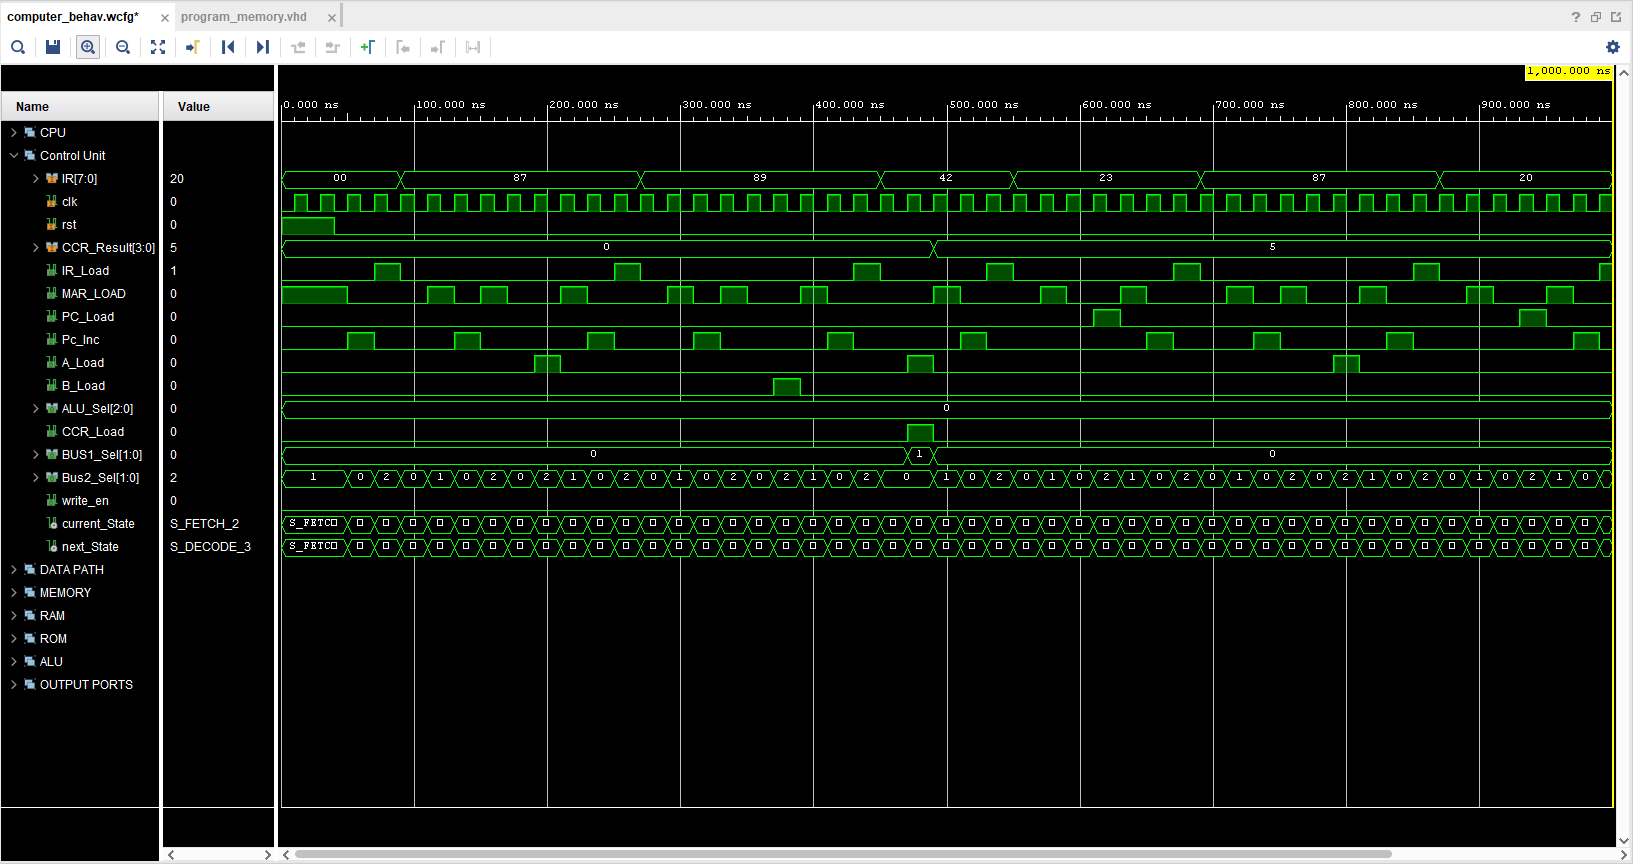 computer_behav.wcfg* × program_memory.vhd ×
?
1,000.000 ns
Name Value
0.000 ns 100.000 ns 200.000 ns 300.000 ns 400.000 ns 500.000 ns 600.000 ns 700.000 ns 800.000 ns 900.000 ns
CPU
Control Unit
IR[7:0] 20 00 87 89 42 23 87 20
clk 0
rst 0
CCR_Result[3:0] 5 0 5
IR_Load 1
MAR_LOAD 0
PC_Load 0
Pc_Inc 0
A_Load 0
B_Load 0
ALU_Sel[2:0] 0 0
CCR_Load 0
BUS1_Sel[1:0] 0 0 1 0
Bus2_Sel[1:0] 2 1 0 2 0 1 0 2 0 2 1 0 2 0 1 0 2 0 2 1 0 2 0 1 0 2 0 1 0 2 0 1 2 0 2 0 1 0 2 0 2 1 0 2 0 1 0 2 1 0
write_en 0
current_State S_FETCH_2 S_FETC
next_State S_DECODE_3 S_FETC
DATA PATH
MEMORY
RAM
ROM
ALU
OUTPUT PORTS